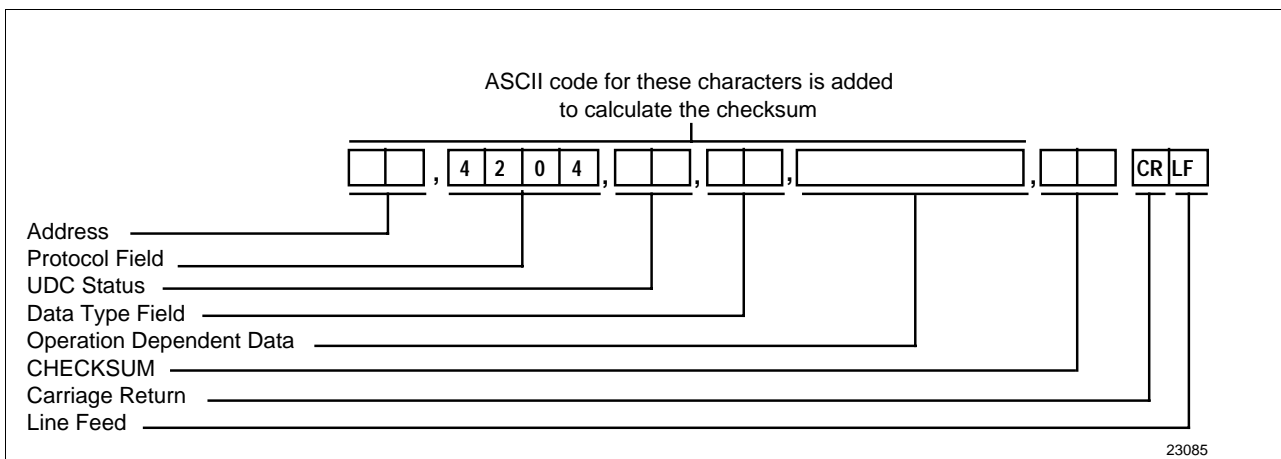 ASCII code for these characters is added
to calculate the checksum
, 4 2 0 4 , , , , CR LF
Address
Protocol Field
UDC Status
Data Type Field
Operation Dependent Data
CHECKSUM
Carriage Return
Line Feed
23085